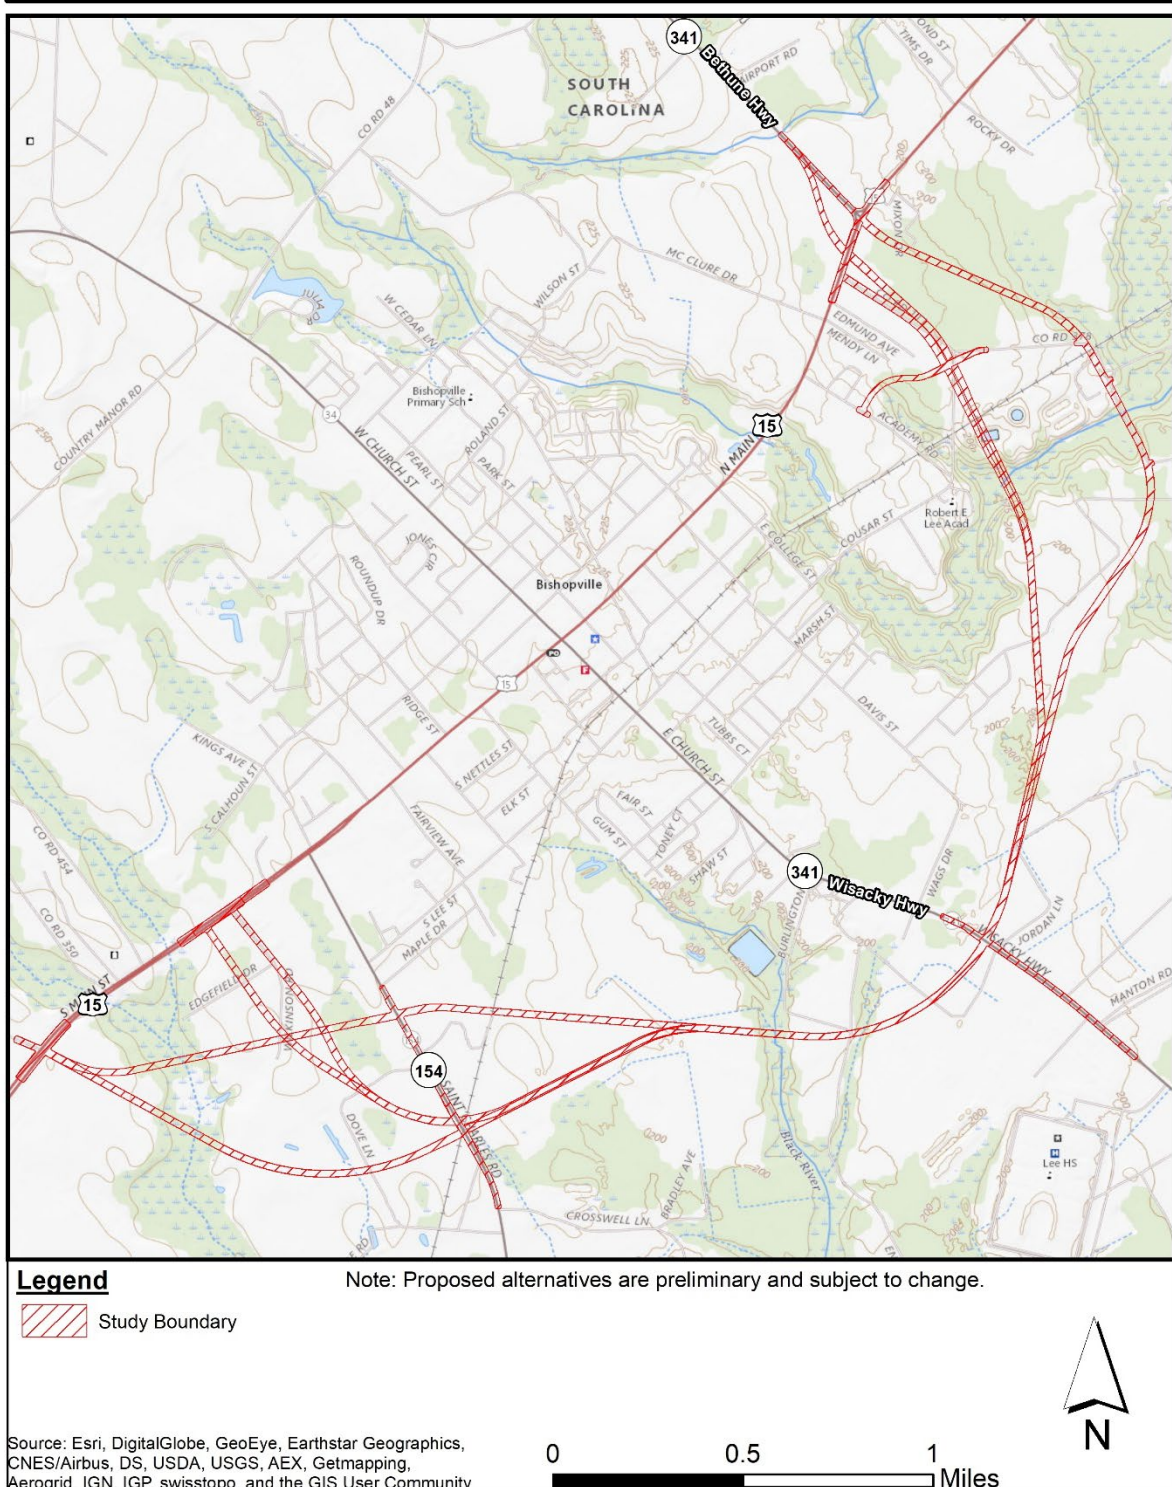 341
Bethune Hwy
SOUTH
CAROLINA
AIRPORT RD
TIMS DR
ROCKY DR
CO RD 48
MIXON DR
15
MC CLURE DR
WILSON ST
JULIA DR
W CEDAR LN
EDMUND AVE
MENDY LN
Bishopville
Primary Sch
ROLAND ST
COUNTRY MANOR RD
34
W CHURCH ST
PEARL ST
PARK ST
15
N MAIN
ACADEMY RD
Robert E
Lee Acad
COUSAR ST
E COLLEGE ST
JONES CIR
ROUNDUP DR
Bishopville
MARSH ST
PO
F
15
RIDGE ST
DAVIS ST
TUBBS CT
E CHURCH ST
KINGS AVE
S CALHOUN ST
S NETTLES ST
ELK ST
FAIR ST
GUM ST
TONEY CT
SHAW ST
FAIRVIEW AVE
CO RD 454
341
Wisacky Hwy
WAGS DR
CO RD 350
S LEE ST
MAPLE DR
BURLINGTON
JORDAN LN
WISACKY HWY
MANTON RD
S MAIN ST
15
EDGEFIELD DR
154
DOVE LN
BRADLEY AVE
Black River
H
Lee HS
CROSSWELL LN
Legend
Note: Proposed alternatives are preliminary and subject to change.
Study Boundary
N
Source: Esri, DigitalGlobe, GeoEye, Earthstar Geographics,
CNES/Airbus, DS, USDA, USGS, AEX, Getmapping,
Aerogrid, IGN, IGP, swisstopo, and the GIS User Community
0 0.5 1
Miles